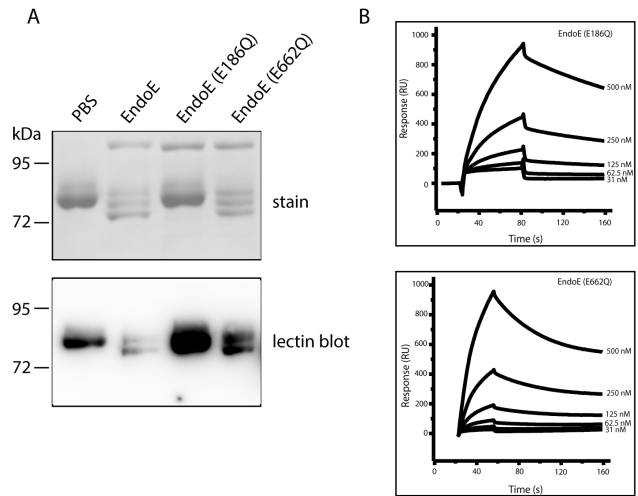 A
PBS
EndoE
EndoE (E186Q)
EndoE (E662Q)
kDa
95
72
stain
95
72
lectin blot
B
EndoE (E186Q)
Response (RU)
1000
800
600
400
200
0
500 nM
250 nM
125 nM
62.5 nM
31 nM
0 40 80 120 160
Time (s)
EndoE (E662Q)
Response (RU)
1000
800
600
400
200
0
500 nM
250 nM
125 nM
62.5 nM
31 nM
0 40 80 120 160
Time (s)